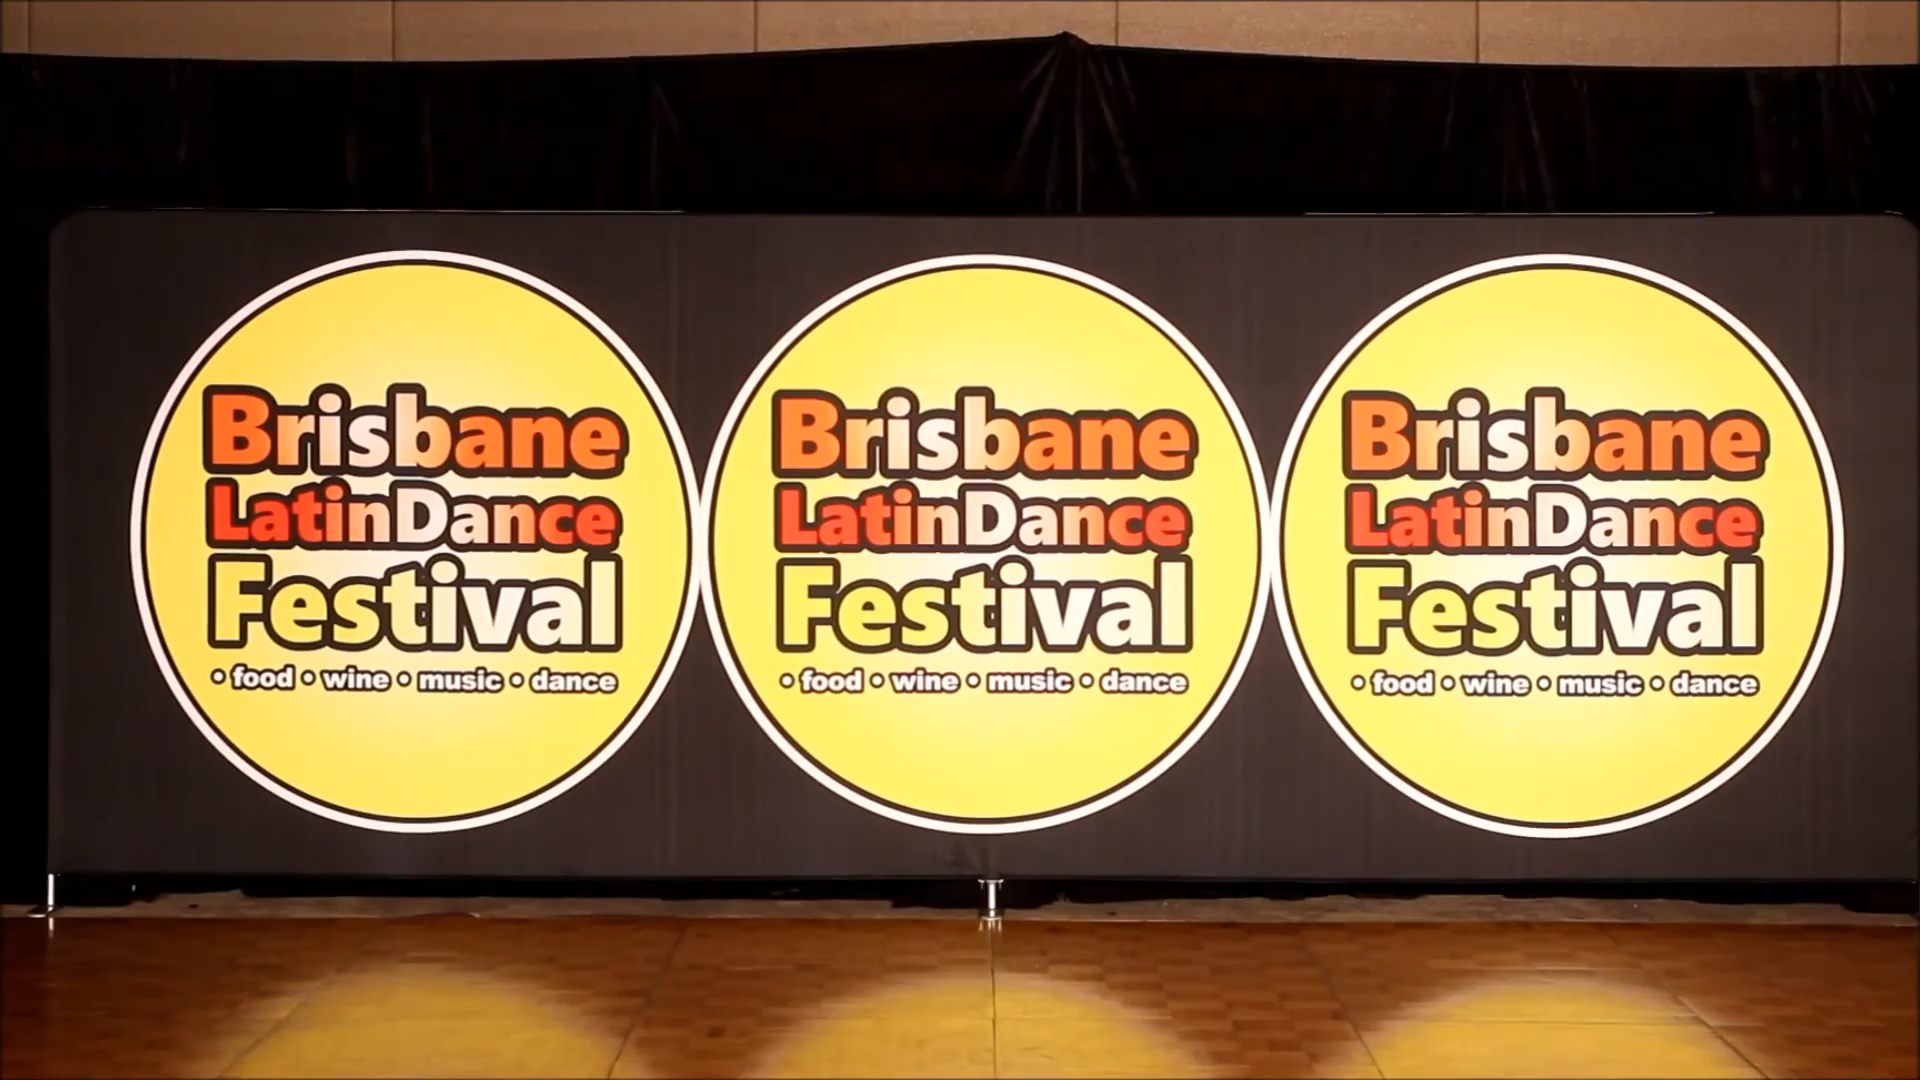 Brisbane
LatinDance
Festival
• food • wine • music • dance
Brisbane
LatinDance
Festival
• food • wine • music • dance
Brisbane
LatinDance
Festival
• food • wine • music • dance